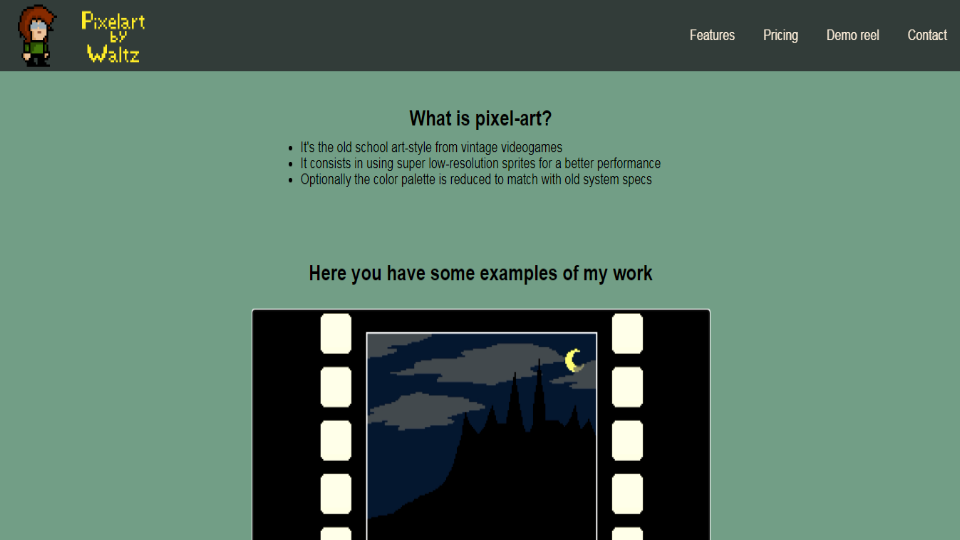 Pixelart
by
Waltz
Features Pricing Demo reel Contact
What is pixel-art?
It's the old school art-style from vintage videogames
It consists in using super low-resolution sprites for a better performance
Optionally the color palette is reduced to match with old system specs
Here you have some examples of my work